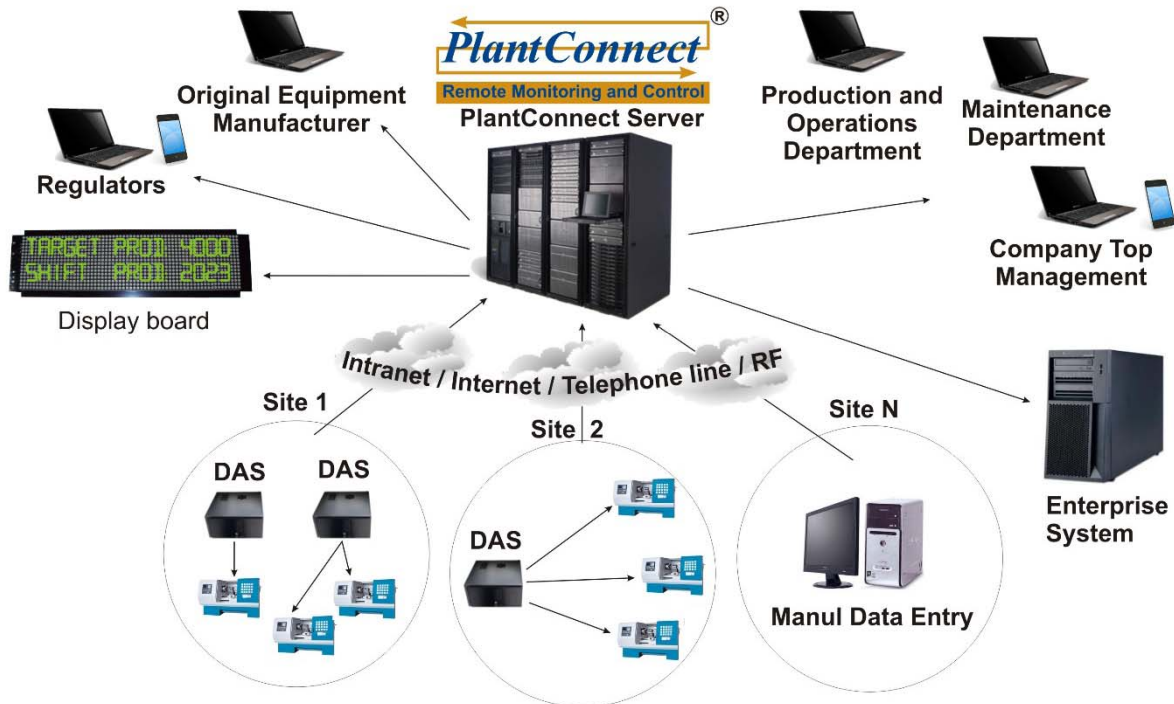 ®
PlantConnect
Remote Monitoring and Control
PlantConnect Server
Original Equipment
Manufacturer
Regulators
TARGET PROD 4000
SHIFT PROD 2023
Display board
Production and
Operations
Department
Maintenance
Department
Company Top
Management
Intranet / Internet / Telephone line / RF
Site 1
Site 2
Site N
DAS
DAS
DAS
Manul Data Entry
Enterprise
System